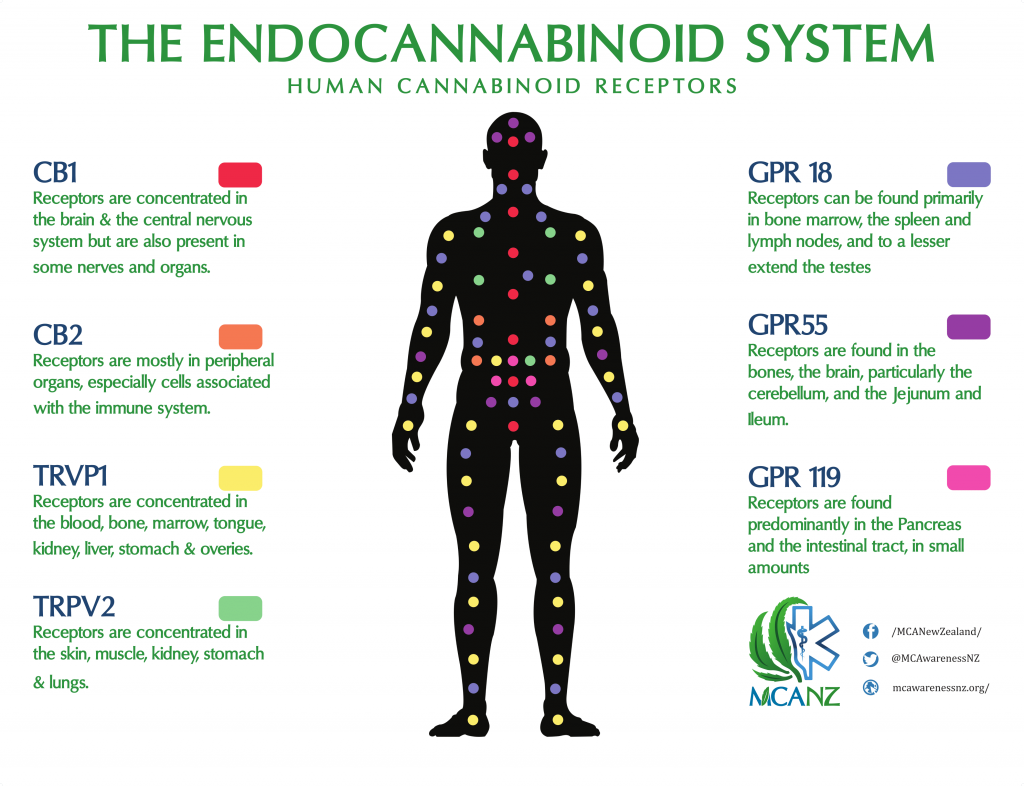 THE ENDOCANNABINOID SYSTEM
HUMAN CANNABINOID RECEPTORS
CB1
Receptors are concentrated in
the brain & the central nervous
system but are also present in
some nerves and organs.
CB2
Receptors are mostly in peripheral
organs, especially cells associated
with the immune system.
TRVP1
Receptors are concentrated in
the blood, bone, marrow, tongue,
kidney, liver, stomach & overies.
TRPV2
Receptors are concentrated in
the skin, muscle, kidney, stomach
& lungs.
GPR 18
Receptors can be found primarily
in bone marrow, the spleen and
lymph nodes, and to a lesser
extend the testes
GPR55
Receptors are found in the
bones, the brain, particularly the
cerebellum, and the Jejunum and
Ileum.
GPR 119
Receptors are found
predominantly in the Pancreas
and the intestinal tract, in small
amounts
MCANZ
/MCANewZealand/
@MCAwarenessNZ
mcawarenessnz.org/